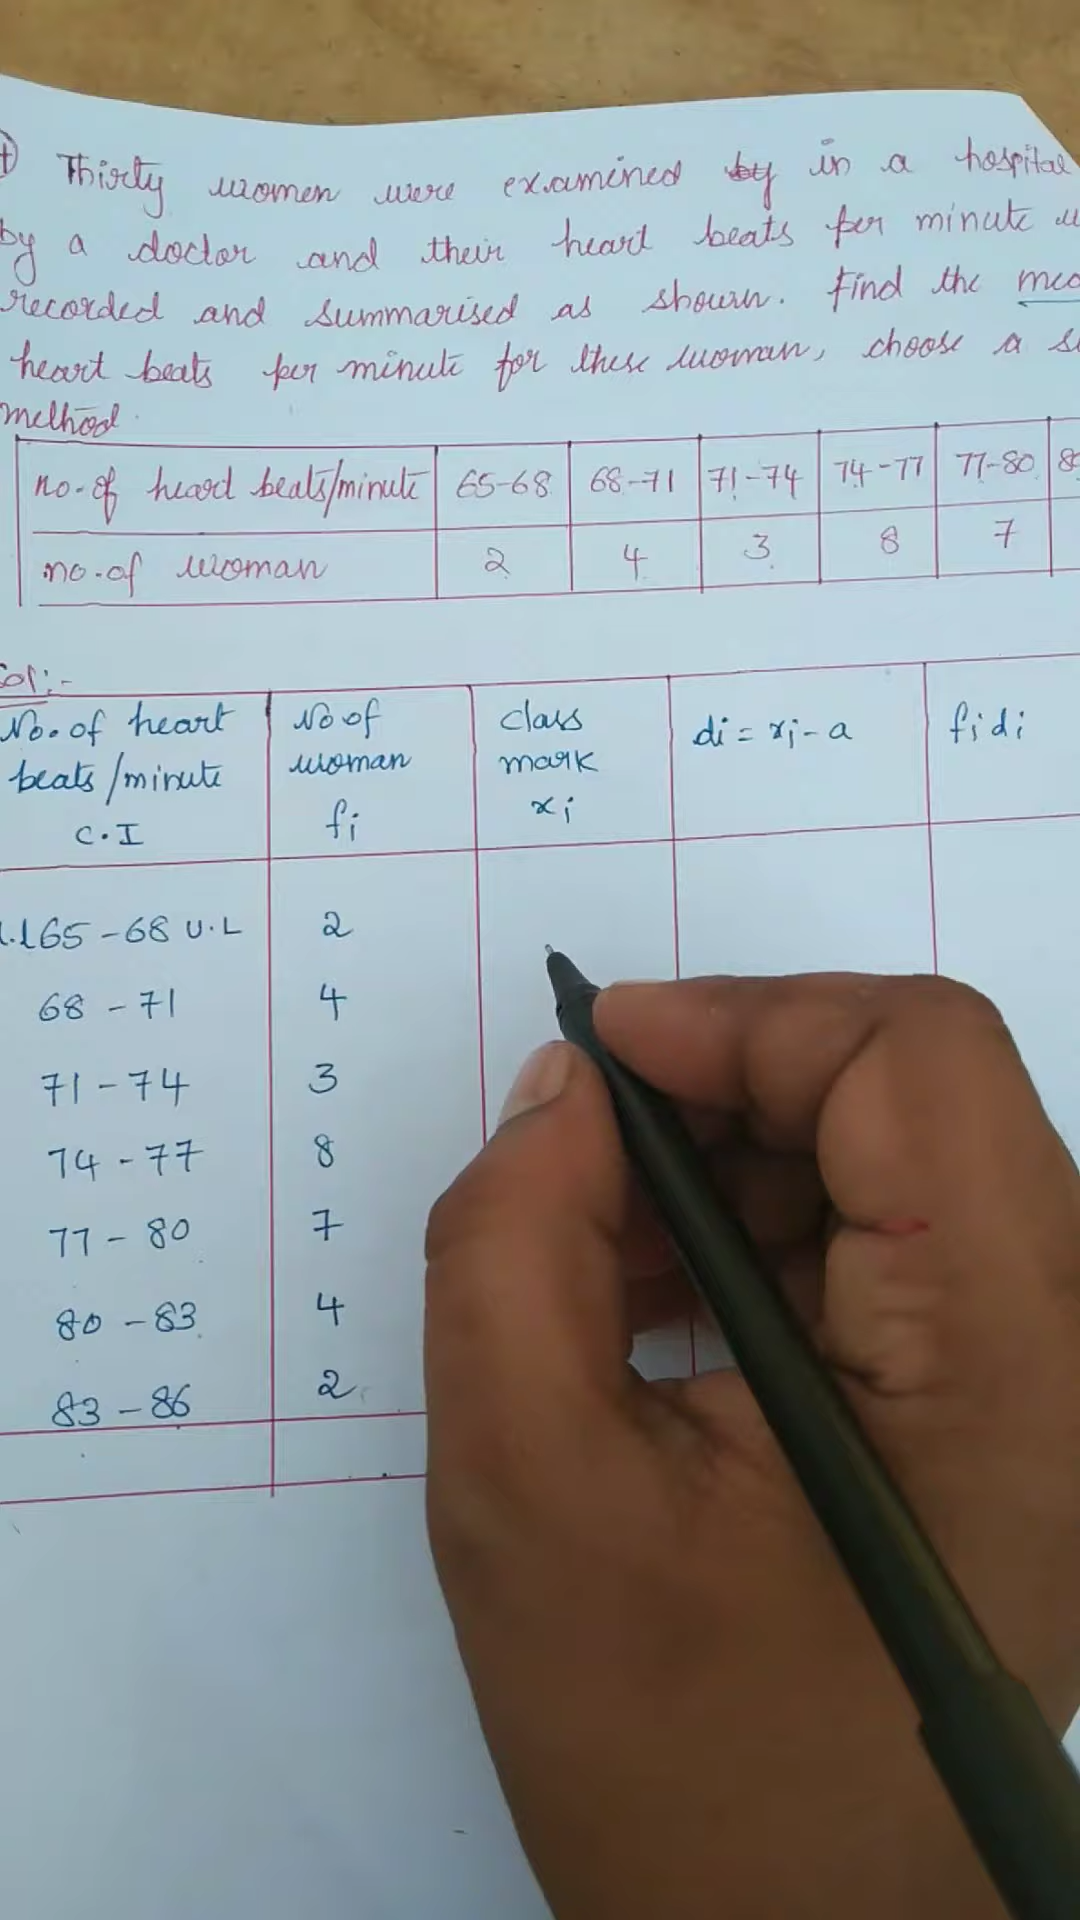 Thirty women were examined by in a hospital
by a doctor and their heart beats per minute
recorded and summarised as shown. Find the
heart beats per minute for these woman, choose a
method.
no. of heart beats/minute 65-68 68-71 71-74 74-77 77-80
no. of woman 2 4 3 8 7
Sol:-
No. of heart beats/minute C.I
No of woman fi
class mark xi
di = xi - a
fidi
L.L 65 - 68 U.L 2
68 - 71 4
71 - 74 3
74 - 77 8
77 - 80 7
80 - 83 4
83 - 86 2